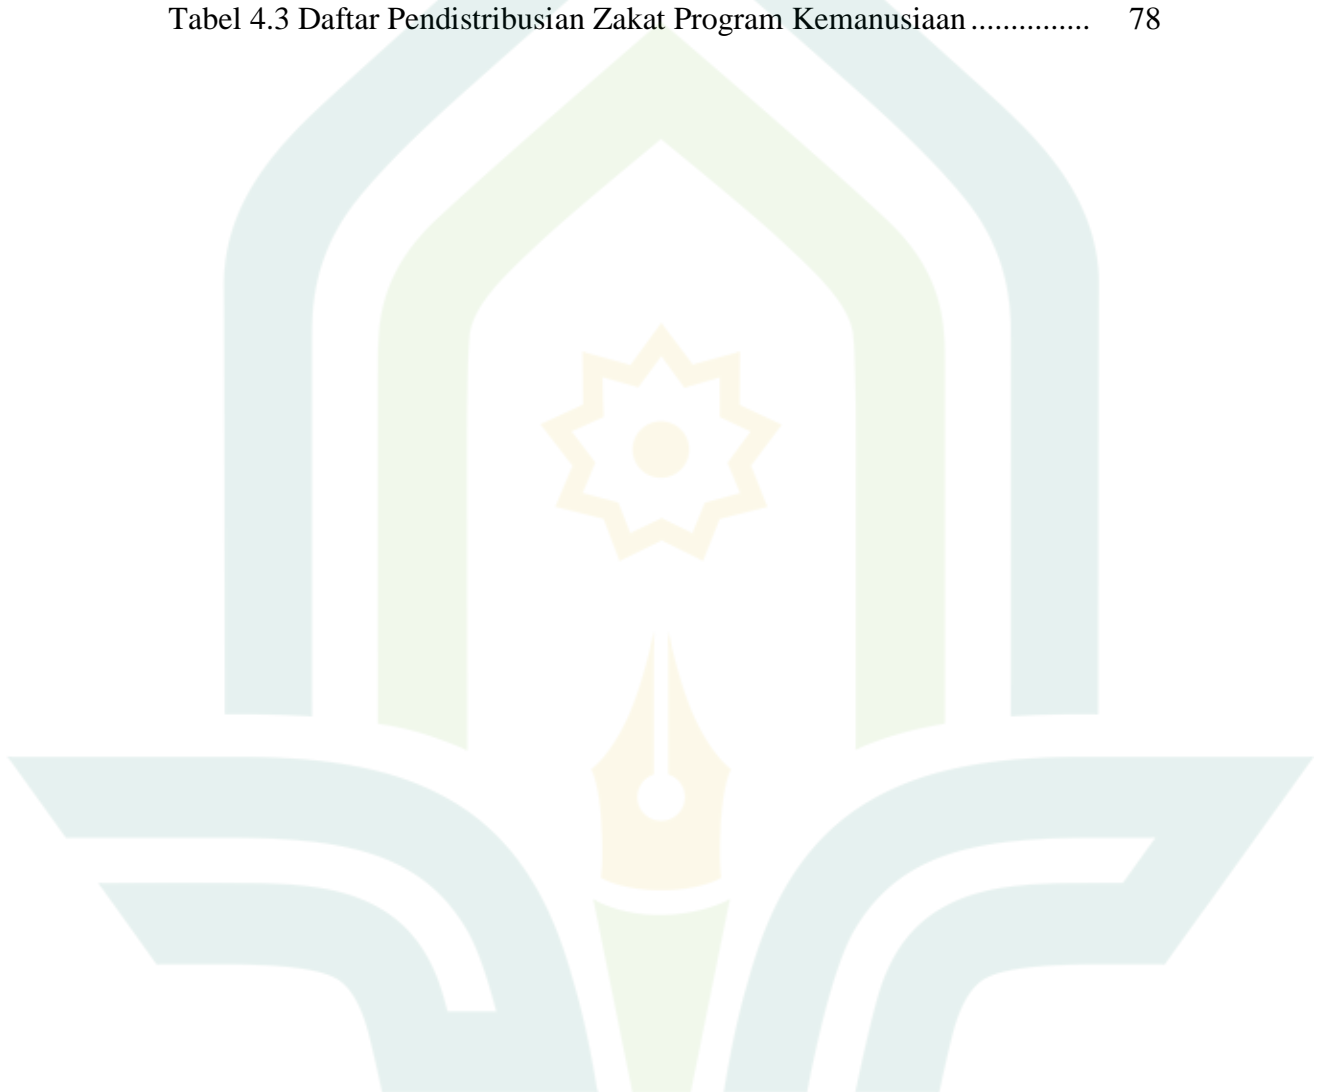 Tabel 4.3 Daftar Pendistribusian Zakat Program Kemanusiaan ............... 78